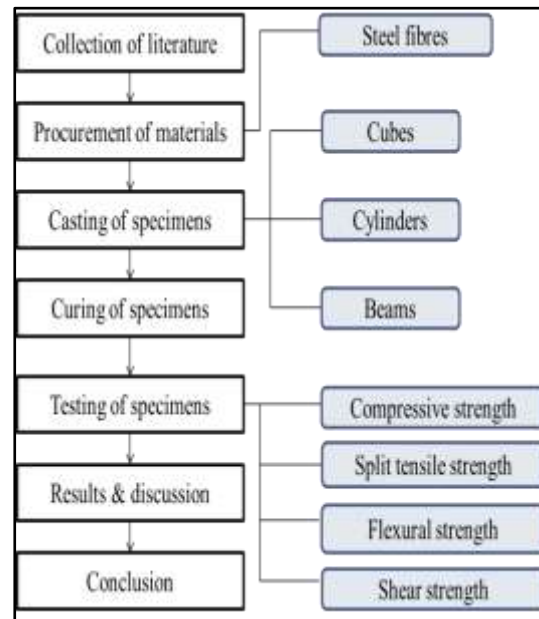 Collection of literature
Steel fibres
Procurement of materials
Cubes
Casting of specimens
Cylinders
Curing of specimens
Beams
Testing of specimens
Compressive strength
Split tensile strength
Results & discussion
Flexural strength
Conclusion
Shear strength